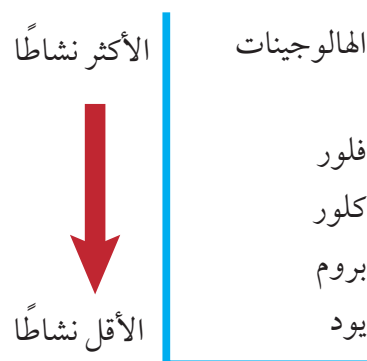 الهالوجينات
الأكثر نشاطًا
فلور
كلور
بروم
يود
الأقل نشاطًا